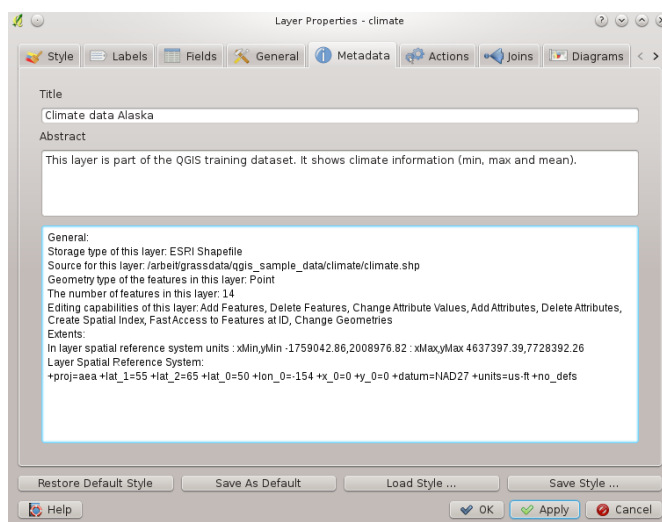 Layer Properties - climate
Style Labels Fields General Metadata Actions Joins Diagrams
Title
Climate data Alaska
Abstract
This layer is part of the QGIS training dataset. It shows climate information (min, max and mean).
General:
Storage type of this layer: ESRI Shapefile
Source for this layer: /arbeit/grassdata/qgis_sample_data/climate/climate.shp
Geometry type of the features in this layer: Point
The number of features in this layer: 14
Editing capabilities of this layer: Add Features, Delete Features, Change Attribute Values, Add Attributes, Delete Attributes,
Create Spatial Index, Fast Access to Features at ID, Change Geometries
Extents:
In layer spatial reference system units : xMin,yMin -1759042.86,2008976.82 : xMax,yMax 4637397.39,7728392.26
Layer Spatial Reference System:
+proj=aea +lat_1=55 +lat_2=65 +lat_0=50 +lon_0=-154 +x_0=0 +y_0=0 +datum=NAD27 +units=us-ft +no_defs
Restore Default Style Save As Default Load Style ... Save Style ...
Help OK Apply Cancel